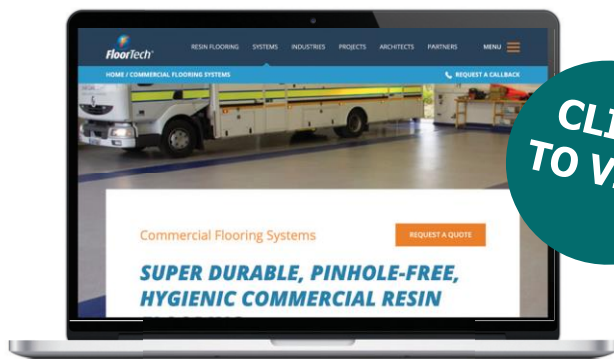 FloorTech
RESIN FLOORING SYSTEMS INDUSTRIES PROJECTS ARCHITECTS PARTNERS MENU
HOME / COMMERCIAL FLOORING SYSTEMS REQUEST A CALLBACK
TO
Commercial Flooring Systems REQUEST A QUOTE
SUPER DURABLE, PINHOLE-FREE,
HYGIENIC COMMERCIAL RESIN